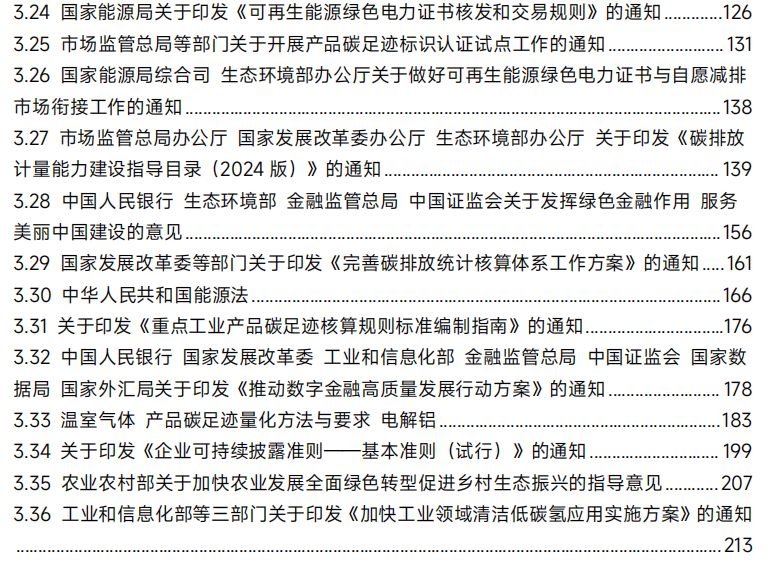 3.24 国家能源局关于印发《可再生能源绿色电力证书核发和交易规则》的通知.............126
3.25 市场监管总局等部门关于开展产品碳足迹标识认证试点工作的通知......................... 131
3.26 国家能源局综合司 生态环境部办公厅关于做好可再生能源绿色电力证书与自愿减排
市场衔接工作的通知.................................................................................................................. 138
3.27 市场监管总局办公厅 国家发展改革委办公厅 生态环境部办公厅 关于印发《碳排放
计量能力建设指导目录（2024 版）》的通知......................................................................... 139
3.28 中国人民银行 生态环境部 金融监管总局 中国证监会关于发挥绿色金融作用 服务
美丽中国建设的意见.................................................................................................................. 156
3.29 国家发展改革委等部门关于印发《完善碳排放统计核算体系工作方案》的通知.....161
3.30 中华人民共和国能源法..................................................................................................... 166
3.31 关于印发《重点工业产品碳足迹核算规则标准编制指南》的通知..............................176
3.32 中国人民银行 国家发展改革委 工业和信息化部 金融监管总局 中国证监会 国家数
据局 国家外汇局关于印发《推动数字金融高质量发展行动方案》的通知........................ 178
3.33 温室气体 产品碳足迹量化方法与要求 电解铝.............................................................183
3.34 关于印发《企业可持续披露准则——基本准则（试行）》的通知............................ 199
3.35 农业农村部关于加快农业发展全面绿色转型促进乡村生态振兴的指导意见............207
3.36 工业和信息化部等三部门关于印发《加快工业领域清洁低碳氢应用实施方案》的通知
.......................................................................................................................................................213